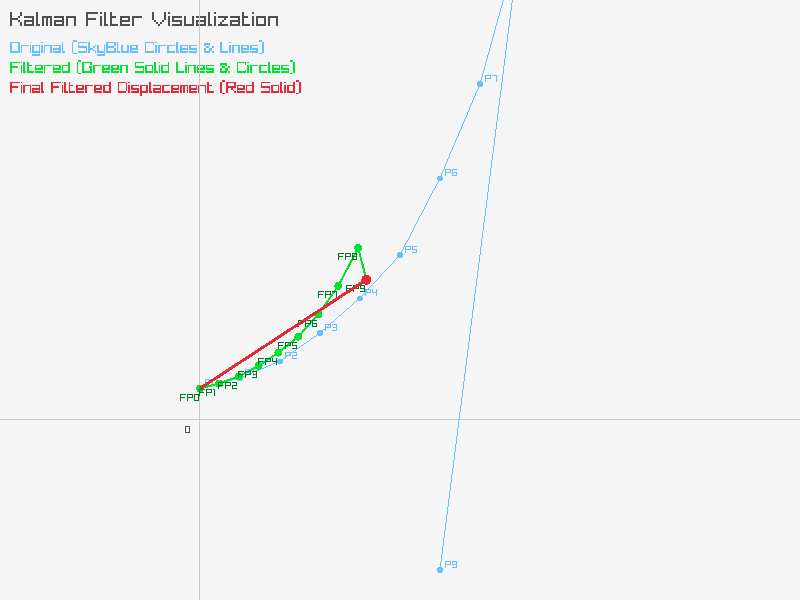 Kalman Filter Visualization
Original (SkyBlue Circles & Lines)
Filtered (Green Solid Lines & Circles)
Final Filtered Displacement (Red Solid)
P7
P6
P5
FP8
FP9
P4
FP7
FP6
P3
FP5
P2
FP4
FP3
FP2
FP1
FP0
0
P9